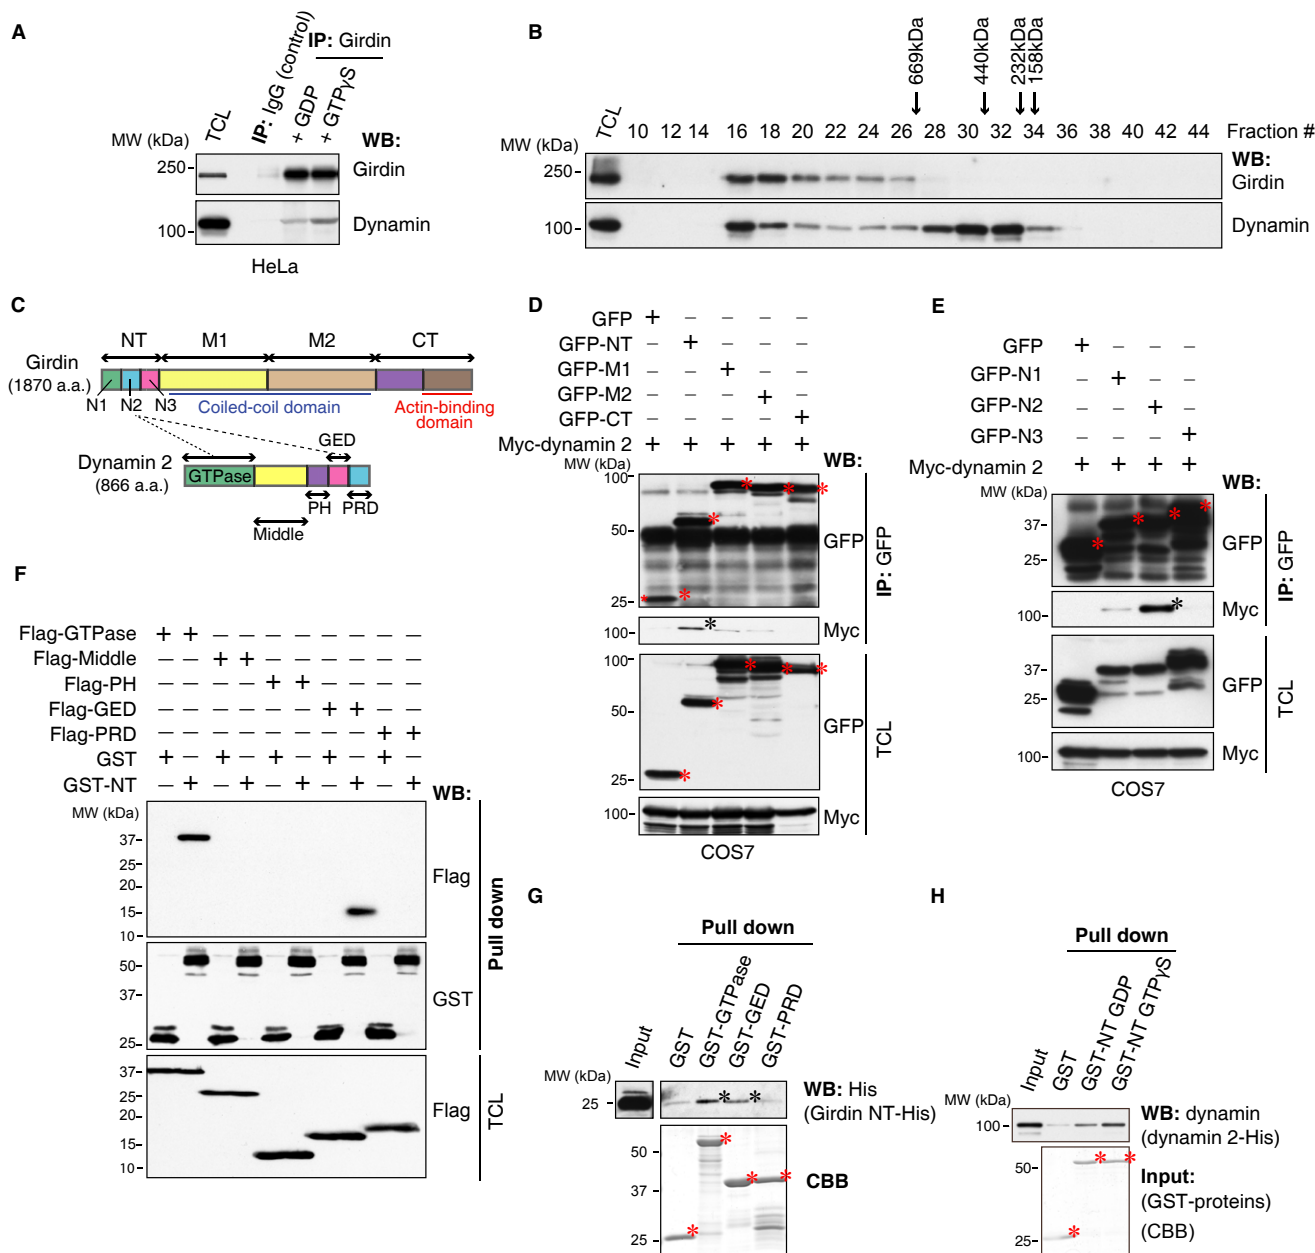 A
IP: Girdin
TCL
IP: IgG (control)
+ GDP
+ GTPγS
MW (kDa)
WB:
250
Girdin
100
Dynamin
HeLa
B
669kDa
440kDa
232kDa
158kDa
TCL
10 12 14 16 18 20 22 24 26 28 30 32 34 36 38 40 42 44 Fraction #
MW (kDa)
WB:
250
Girdin
100
Dynamin
C
NT M1 M2 CT
Girdin
(1870 a.a.)
N1 N2 N3
Coiled-coil domain
Actin-binding
domain
GED
Dynamin 2
(866 a.a.)
GTPase
PH PRD
Middle
D
GFP + – – – –
GFP-NT – + – – –
GFP-M1 – – + – –
GFP-M2 – – – + –
GFP-CT – – – – +
Myc-dynamin 2 + + + + +
MW (kDa)
WB:
100
50
25
GFP
100
Myc
IP: GFP
100
50
25
GFP
100
Myc
TCL
COS7
E
GFP + – – –
GFP-N1 – + – –
GFP-N2 – – + –
GFP-N3 – – – +
Myc-dynamin 2 + + + +
MW (kDa)
WB:
37
25
GFP
100
Myc
IP: GFP
37
25
GFP
100
Myc
TCL
COS7
F
Flag-GTPase + + – – – – – – – –
Flag-Middle – – + + – – – – – –
Flag-PH – – – – + + – – – –
Flag-GED – – – – – – + + – –
Flag-PRD – – – – – – – – + +
GST + – + – + – + – + –
GST-NT – + – + – + – + – +
MW (kDa)
WB:
37
25
20
15
10
Flag
50
37
25
GST
Pull down
37
25
20
15
10
Flag
TCL
G
Pull down
Input
GST
GST-GTPase
GST-GED
GST-PRD
MW (kDa)
25
WB: His
(Girdin NT-His)
50
37
25
CBB
H
Pull down
Input
GST
GST-NT GDP
GST-NT GTPγS
MW (kDa)
100
WB: dynamin
(dynamin 2-His)
50
25
Input:
(GST-proteins)
(CBB)